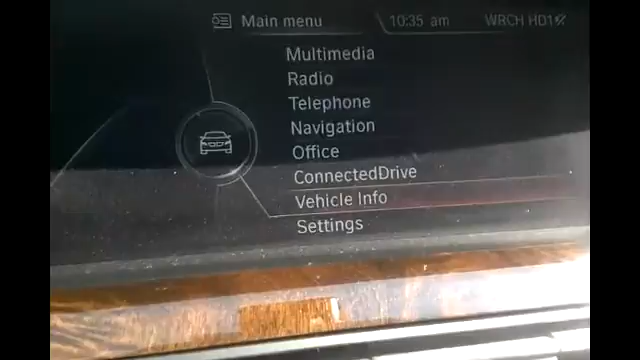 Main menu 10:35 am WRCH HD1
Multimedia
Radio
Telephone
Navigation
Office
ConnectedDrive
Vehicle Info
Settings